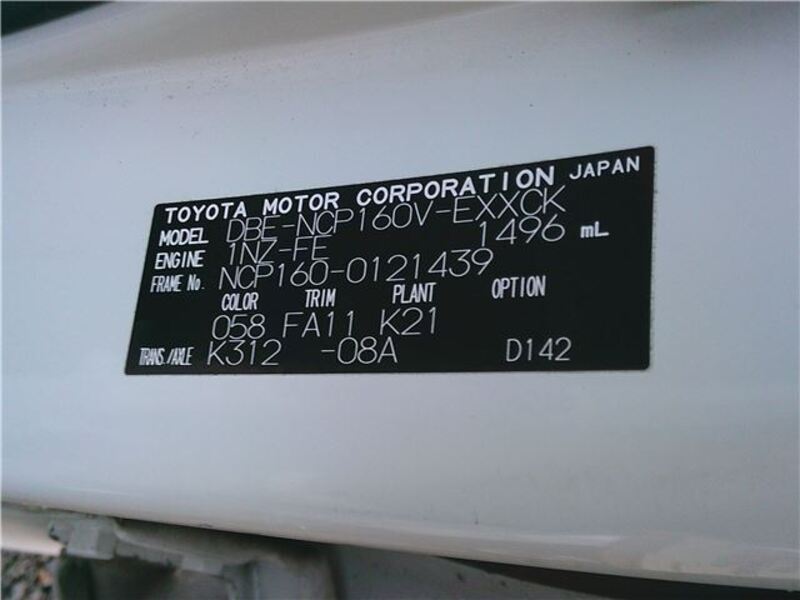 TOYOTA MOTOR CORPORATION JAPAN
MODEL DBE-NCP160V-EXXCK
ENGINE 1NZ-FE 1496 mL
FRAME No. NCP160-0121439
COLOR TRIM PLANT OPTION
058 FA11 K21
TRANS./AXLE K312 -08A D142